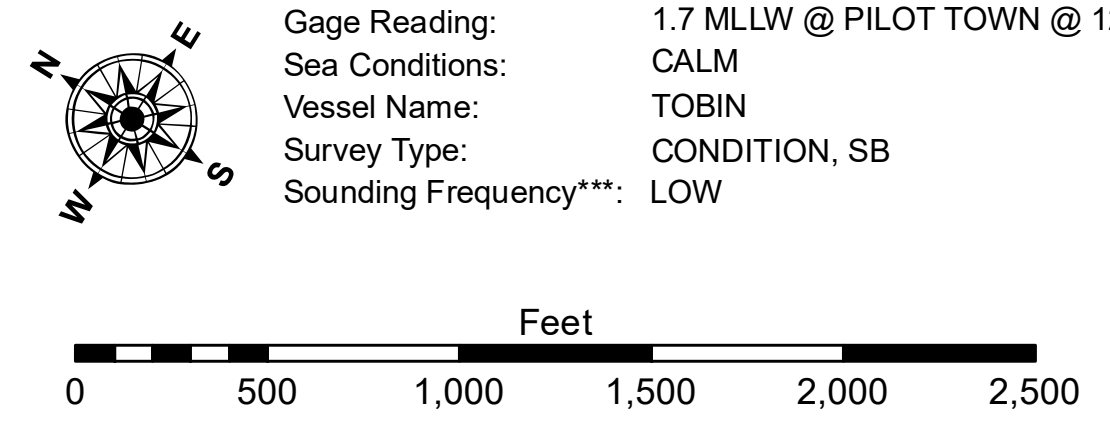 N
E
S
W
Gage Reading: 1.7 MLLW @ PILOT TOWN @
Sea Conditions: CALM
Vessel Name: TOBIN
Survey Type: CONDITION, SB
Sounding Frequency***: LOW
Feet
0 500 1,000 1,500 2,000 2,500